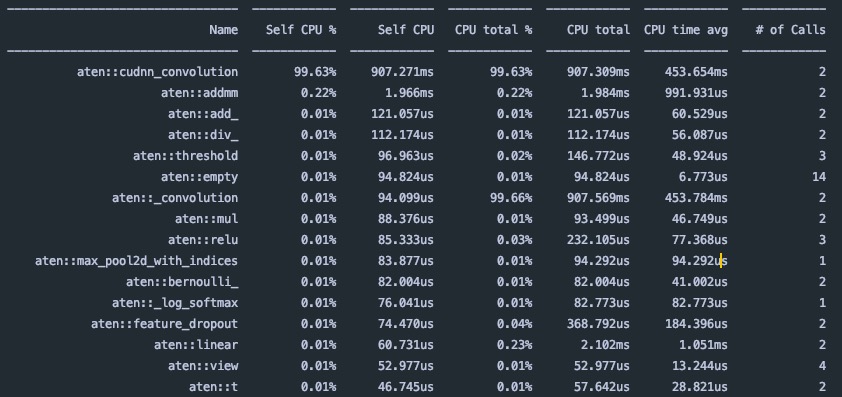 Name Self CPU % Self CPU CPU total % CPU total CPU time avg # of Calls
aten::cudnn_convolution 99.63% 907.271ms 99.63% 907.309ms 453.654ms 2
aten::addmm 0.22% 1.966ms 0.22% 1.984ms 991.931us 2
aten::add_ 0.01% 121.057us 0.01% 121.057us 60.529us 2
aten::div_ 0.01% 112.174us 0.01% 112.174us 56.087us 2
aten::threshold 0.01% 96.963us 0.02% 146.772us 48.924us 3
aten::empty 0.01% 94.824us 0.01% 94.824us 6.773us 14
aten::_convolution 0.01% 94.099us 99.66% 907.569ms 453.784ms 2
aten::mul 0.01% 88.376us 0.01% 93.499us 46.749us 2
aten::relu 0.01% 85.333us 0.03% 232.105us 77.368us 3
aten::max_pool2d_with_indices 0.01% 83.877us 0.01% 94.292us 94.292us 1
aten::bernoulli_ 0.01% 82.004us 0.01% 82.004us 41.002us 2
aten::_log_softmax 0.01% 76.041us 0.01% 82.773us 82.773us 1
aten::feature_dropout 0.01% 74.470us 0.04% 368.792us 184.396us 2
aten::linear 0.01% 60.731us 0.23% 2.102ms 1.051ms 2
aten::view 0.01% 52.977us 0.01% 52.977us 13.244us 4
aten::t 0.01% 46.745us 0.01% 57.642us 28.821us 2